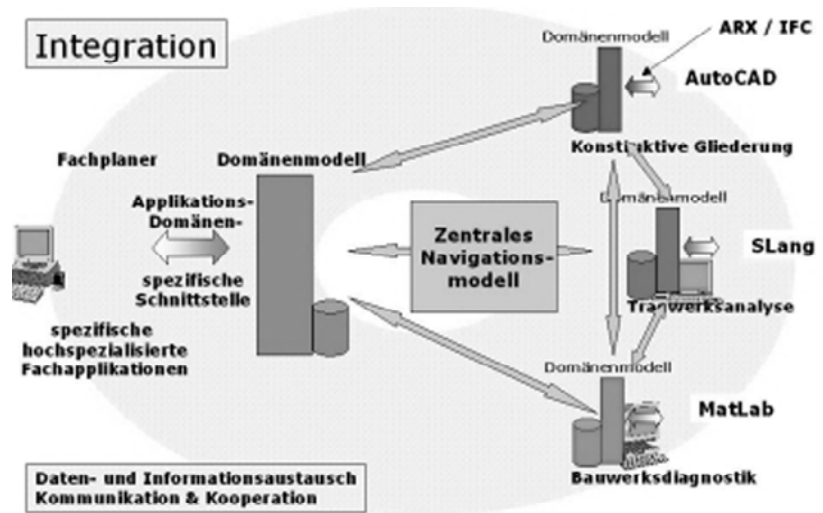 Integration
Domänenmodell
ARX / IFC
AutoCAD
Konstruktive Gliederung
Fachplaner
Domänenmodell
Applikations-
Domänen-
spezifische
Schnittstelle
spezifische
hochspezialisierte
Fachapplikationen
Zentrales
Navigations-
modell
Domänenmodell
SLang
Tragwerksanalyse
Domänenmodell
MatLab
Bauwerksdiagnostik
Daten- und Informationsaustausch
Kommunikation & Kooperation